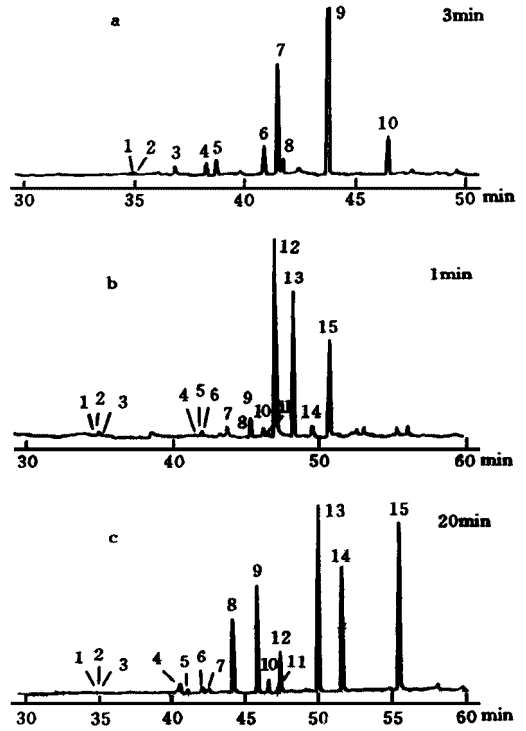 a 3min
9
7
10
1 2 3 4 5 6 8
30 35 40 45 50 min
b 1min
12
13
15
1 2 3 4 5 6 7 8 9 10 11 14
30 40 50 60 min
c 20min
13 15
14
9
8
12
1 2 3 4 5 6 7 10 11
30 35 40 45 50 55 60 min